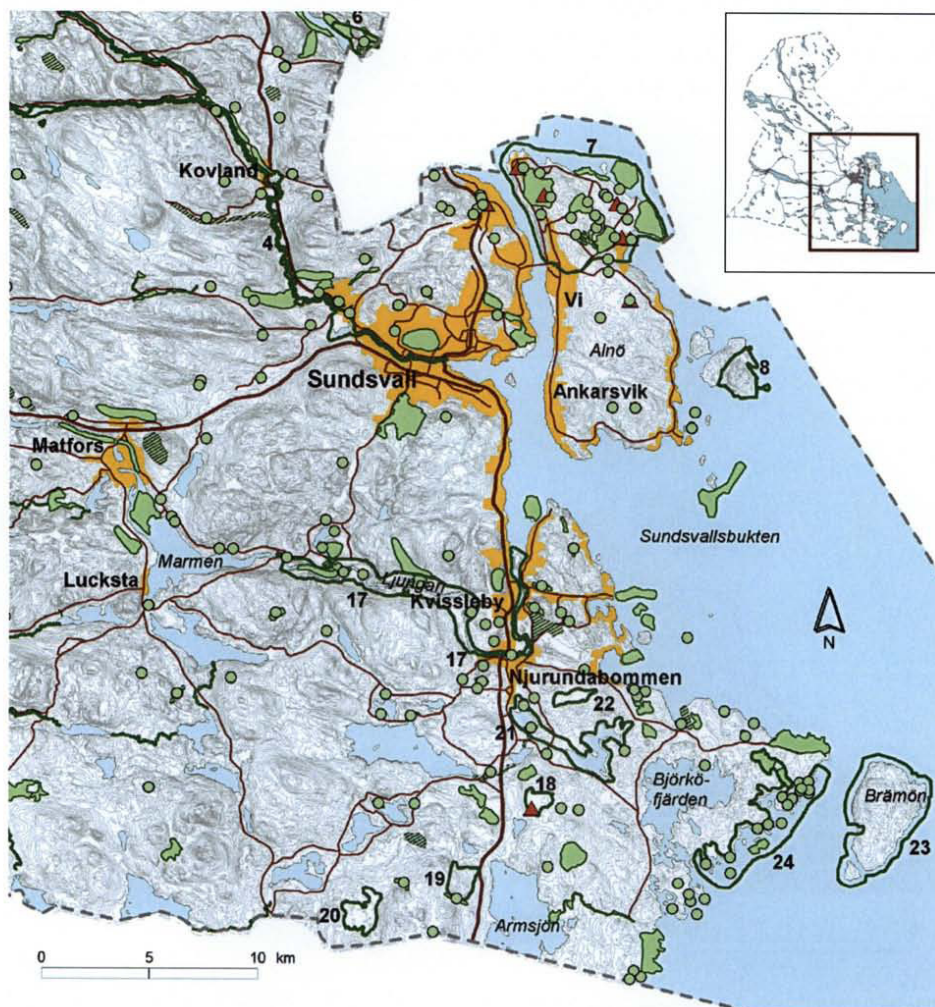 6
7
Kovland
4
Vi
Alnö
8
Sundsvall
Ankarsvik
Matfors
Sundsvallsbukten
Marmen
Ljungan
Lucksta
17
Kvissleby
N
17
Njurundabommen
22
21
Björkö-
fjärden
18
Brämön
23
24
19
20
Armsjön
0 5 10 km